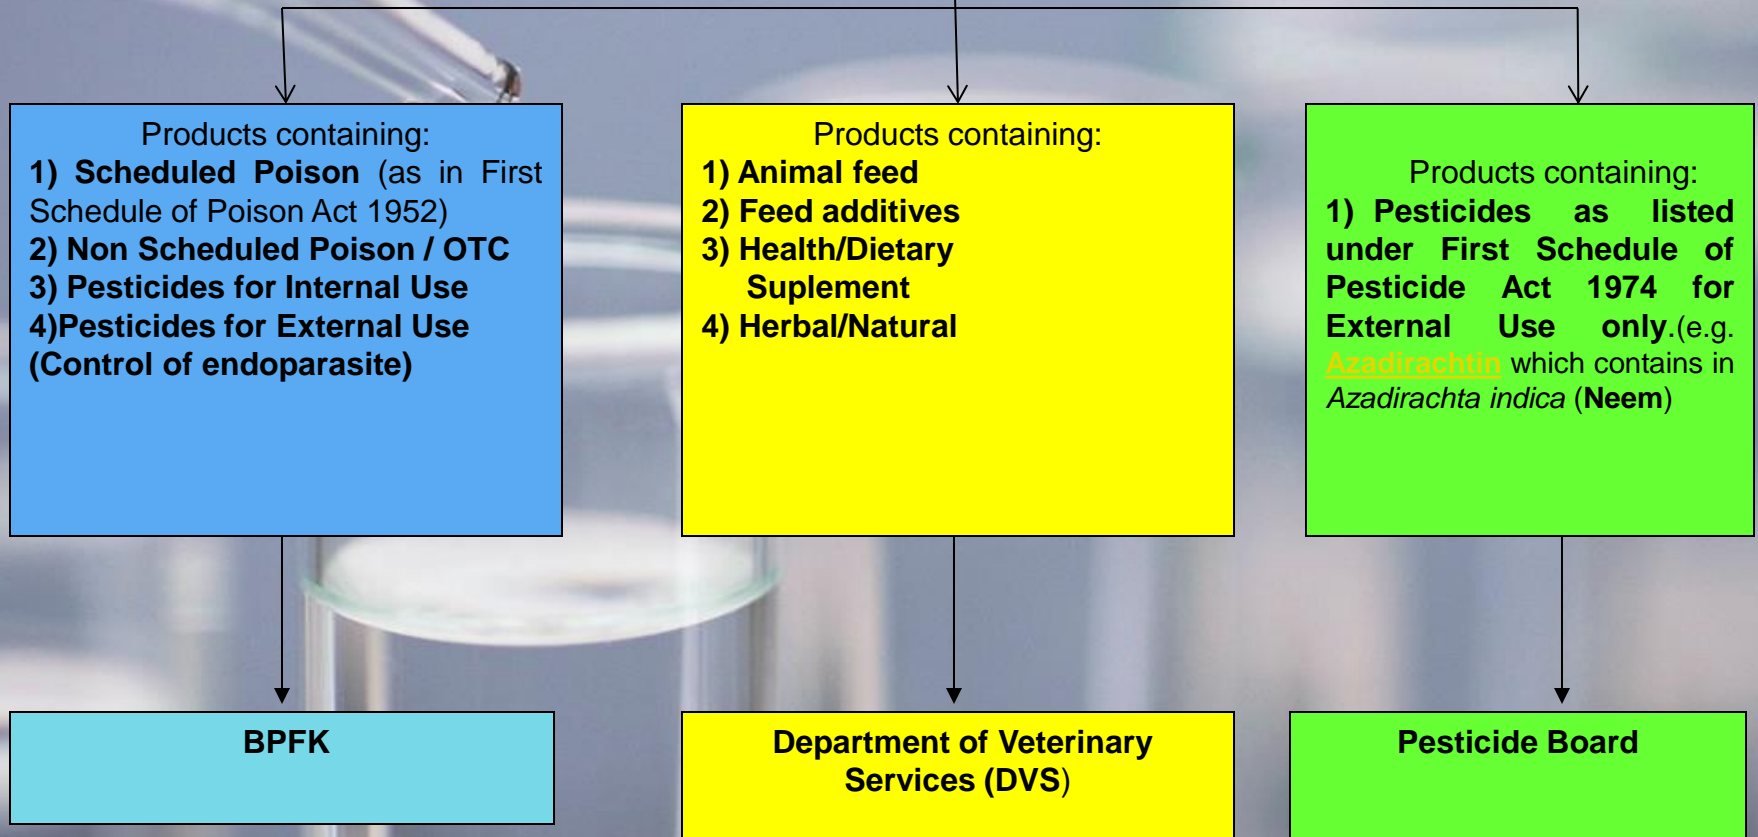 Products containing:
1) Scheduled Poison (as in First
Schedule of Poison Act 1952)
2) Non Scheduled Poison / OTC
3) Pesticides for Internal Use
4)Pesticides for External Use
(Control of endoparasite)
Products containing:
1) Animal feed
2) Feed additives
3) Health/Dietary
Suplement
4) Herbal/Natural
Products containing:
1) Pesticides as listed
under First Schedule of
Pesticide Act 1974 for
External Use only.(e.g.
Azadirachtin which contains in
Azadirachta indica (Neem)
BPFK
Department of Veterinary
Services (DVS)
Pesticide Board